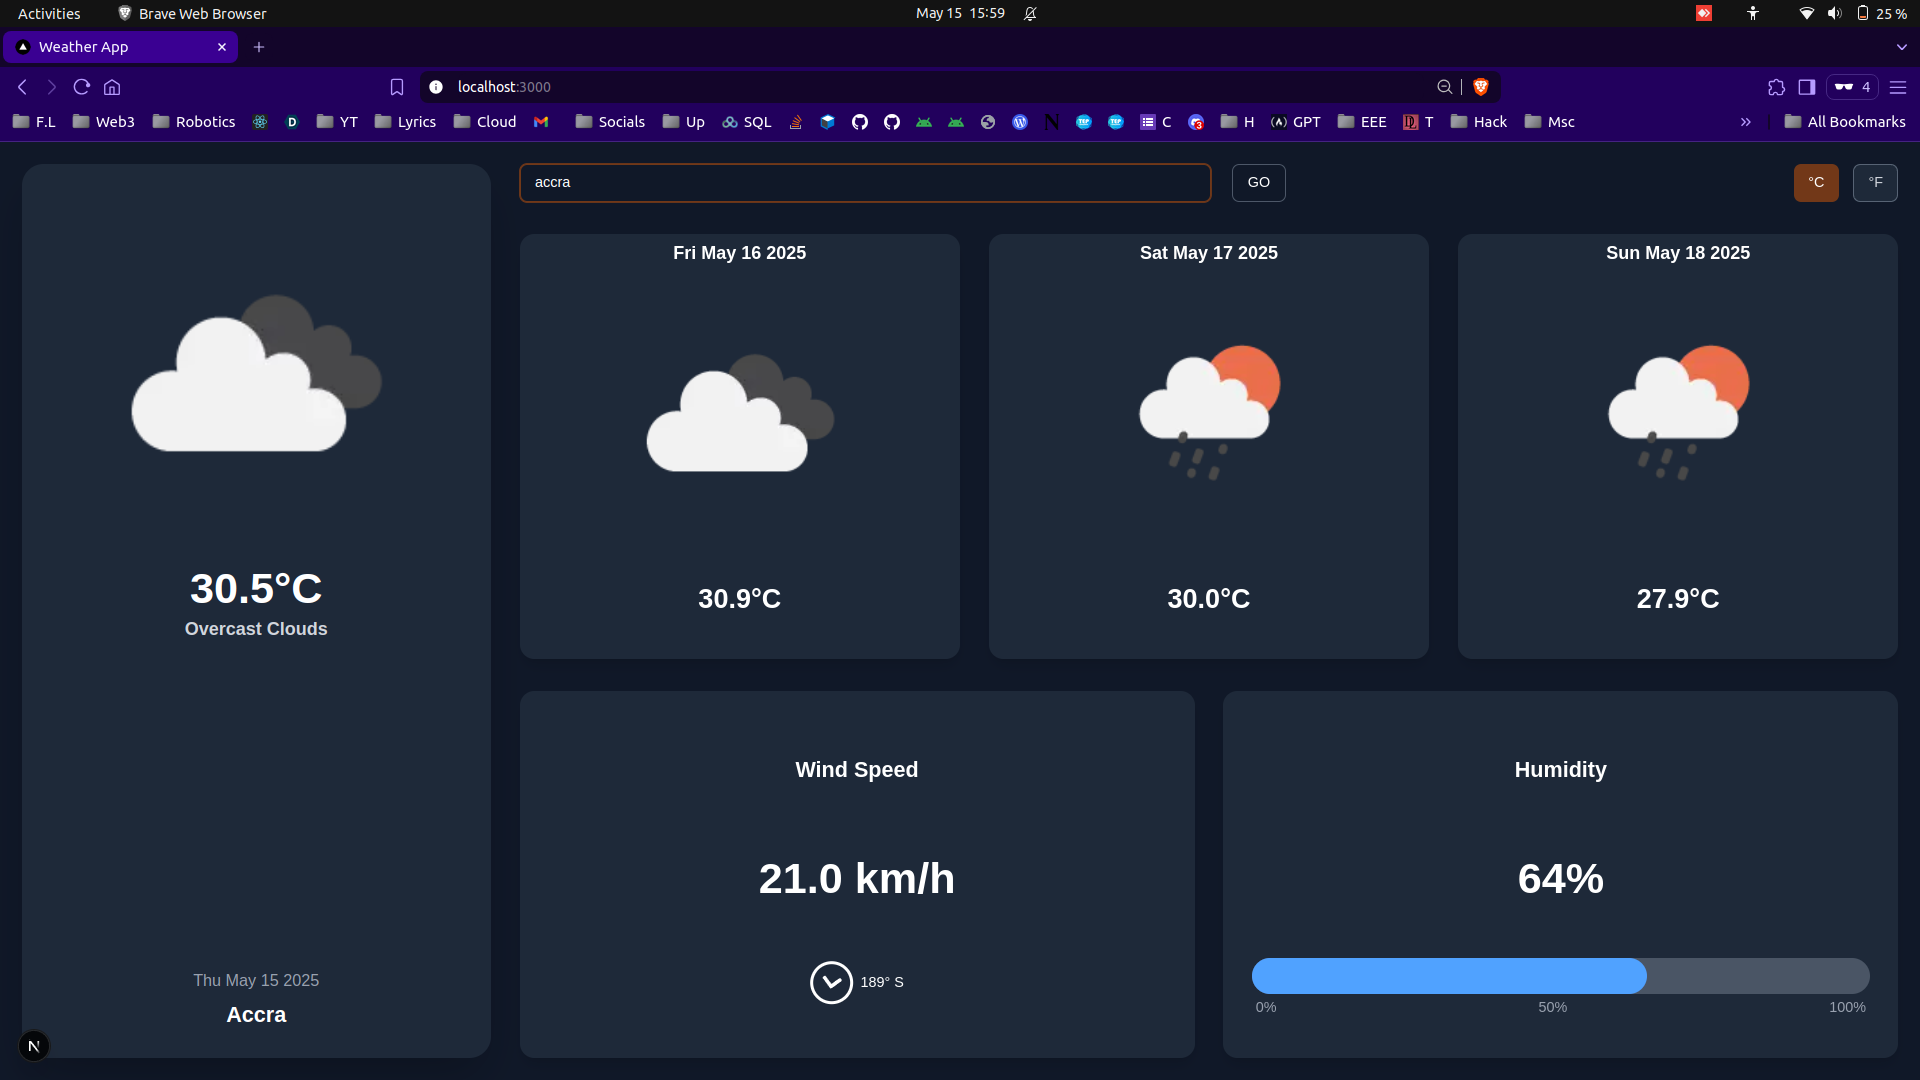 Activities Brave Web Browser May 15 15:59 25 %
Weather App
localhost:3000
F.L Web3 Robotics D YT Lyrics Cloud Socials Up SQL C H GPT EEE T Hack Msc » All Bookmarks
4
accra GO °C °F
Fri May 16 2025
30.9°C
Sat May 17 2025
30.0°C
Sun May 18 2025
27.9°C
30.5°C
Overcast Clouds
Thu May 15 2025
Accra
N
Wind Speed
21.0 km/h
189° S
Humidity
64%
0% 50% 100%